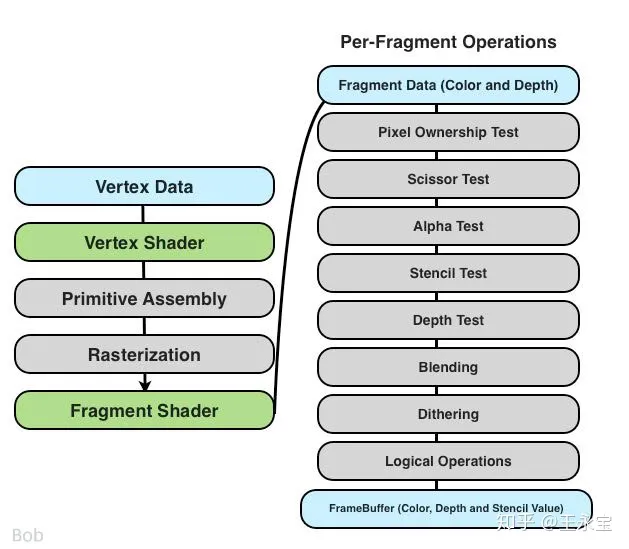 Per-Fragment Operations
Fragment Data (Color and Depth)
Pixel Ownership Test
Scissor Test
Alpha Test
Stencil Test
Depth Test
Blending
Dithering
Logical Operations
FrameBuffer (Color, Depth and Stencil Value)
Vertex Data
Vertex Shader
Primitive Assembly
Rasterization
Fragment Shader
Bob
知乎 @王永宝